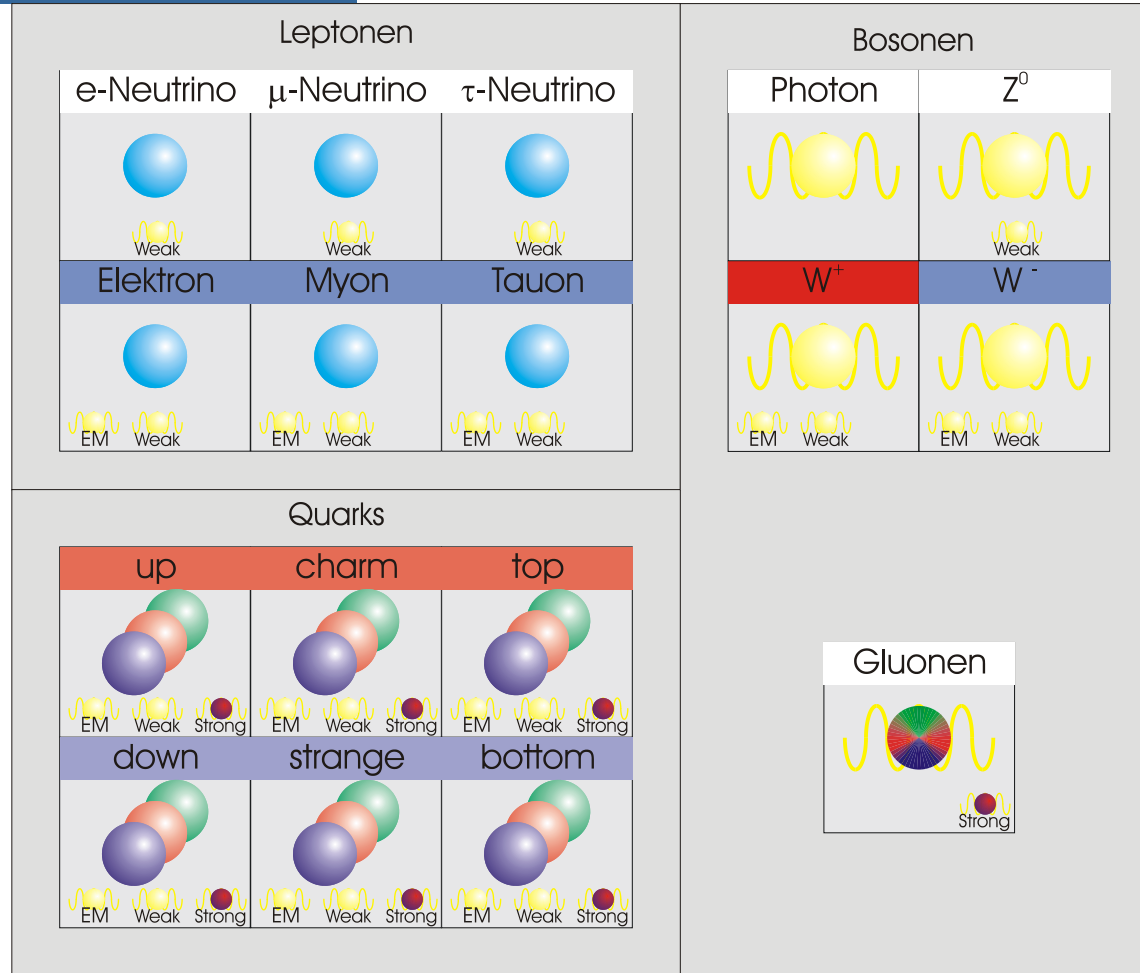 Leptonen
e-Neutrino μ-Neutrino τ-Neutrino
Weak Weak Weak
Elektron Myon Tauon
EM Weak EM Weak EM Weak
Bosonen
Photon Z⁰
Weak
W⁺ W⁻
EM Weak EM Weak
Quarks
up charm top
EM Weak Strong EM Weak Strong EM Weak Strong
down strange bottom
EM Weak Strong EM Weak Strong EM Weak Strong
Gluonen
Strong